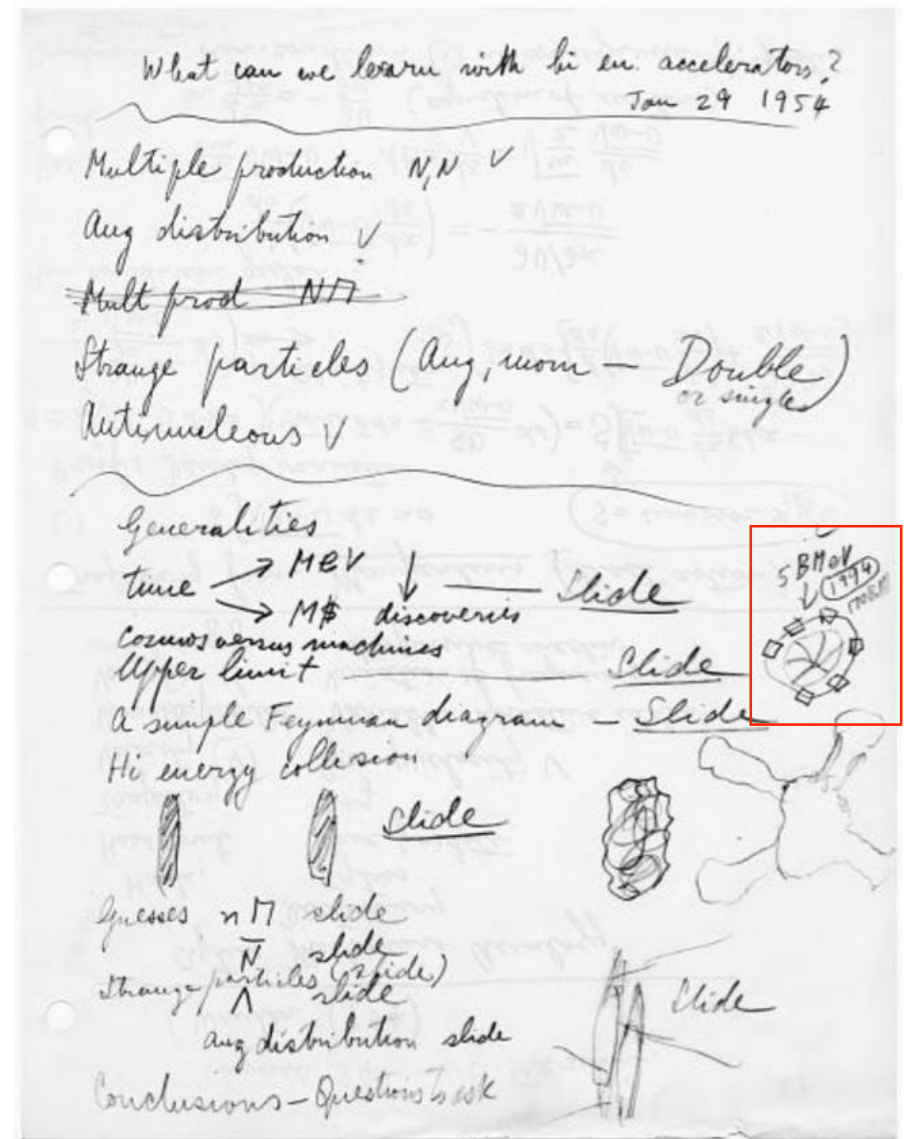 What can we learn with hi en. accelerators?
Jan 29 1954
Multiple production N,N V
Ang distribution V
Mult prod NΠ
Strange particles (Ang, mom — Double)
or single
Antinucleons V
Generalities
time → MeV ↓ — Slide
→ M$ discoveries
Cosmos versus machines
Upper limit — Slide
5 BMeV
1994
A simple Feynman diagram — Slide
Hi energy collision
Slide
Guesses n Π slide
N̅ slide
Strange particles (slide)
Λ slide
Slide
ang distribution slide
Conclusions — Questions to ask